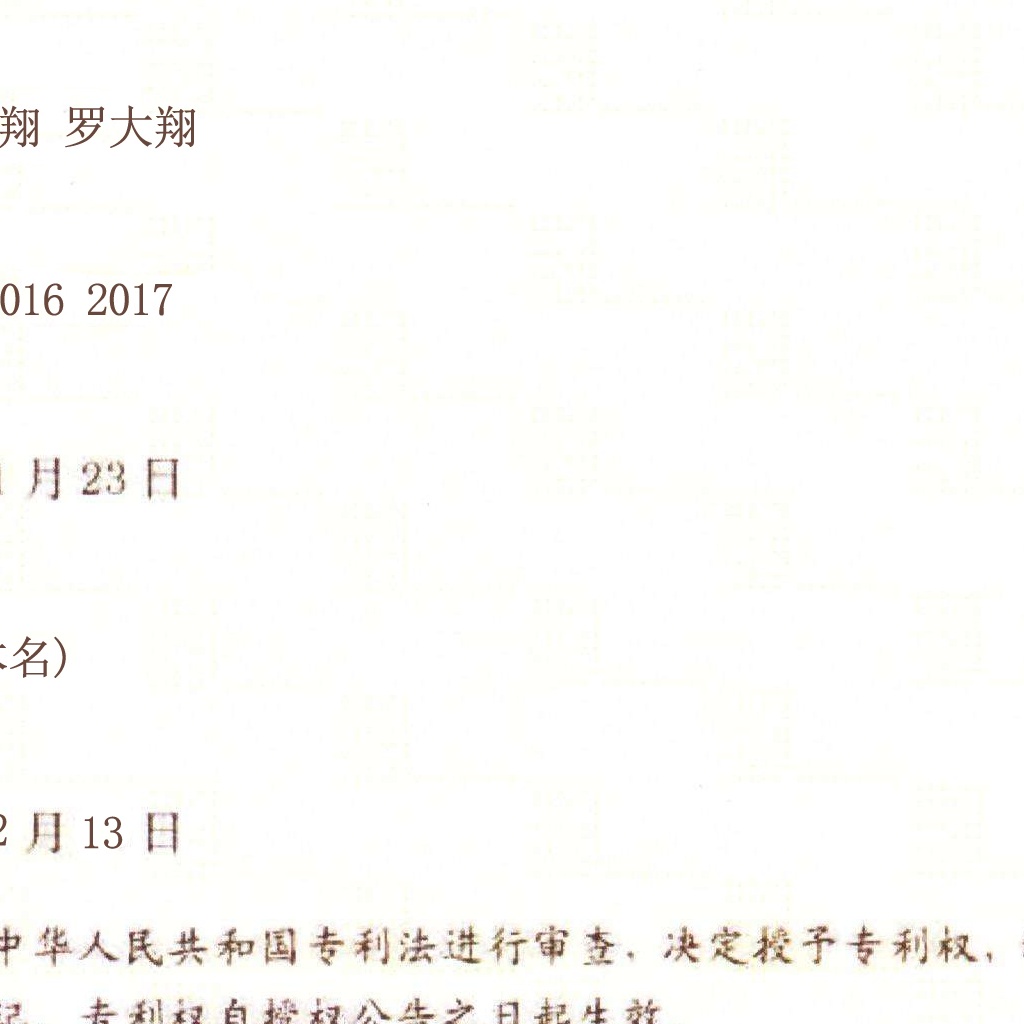 翔 罗大翔
016 2017
月 23 日
名)
2 月 13 日
中华人民共和国专利法进行审查，决定授予专利权，
记，专利权自授权公告之日起生效。